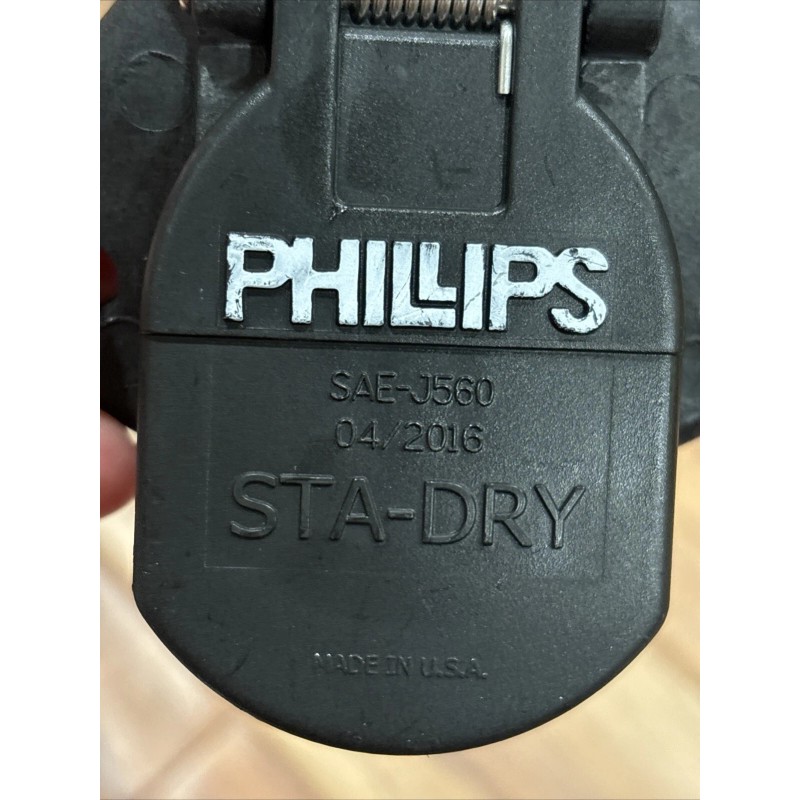 PHILLIPS
SAE-J560
04/2016
STA-DRY
MADE IN U.S.A.